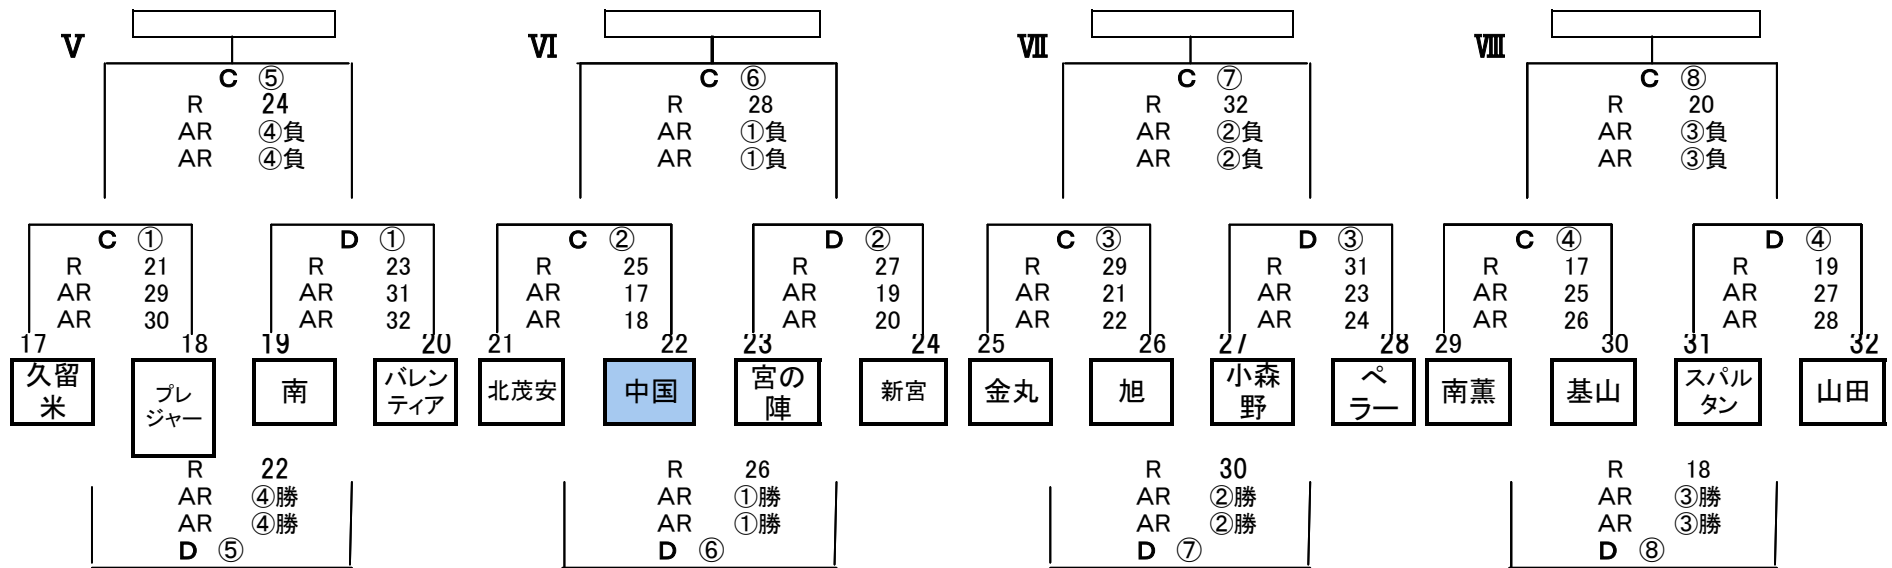 Ⅴ Ⅵ Ⅶ Ⅷ
C ⑤ C ⑥ C ⑦ C ⑧
R 24 R 28 R 32 R 20
AR ④負 AR ①負 AR ②負 AR ③負
AR ④負 AR ①負 AR ②負 AR ③負
C ① D ① C ② D ② C ③ D ③ C ④ D ④
R 21 R 23 R 25 R 27 R 29 R 31 R 17 R 19
AR 29 AR 31 AR 17 AR 19 AR 21 AR 23 AR 25 AR 27
AR 30 AR 32 AR 18 AR 20 AR 22 AR 24 AR 26 AR 28
17 18 19 20 21 22 23 24 25 26 27 28 29 30 31 32
久留
米
プレ
ジャー
南
バレン
ティア
北茂安
中国
宮の
陣
新宮
金丸
旭
小森
野
ペ
ラー
南薫
基山
スパル
タン
山田
R 22 R 26 R 30 R 18
AR ④勝 AR ①勝 AR ②勝 AR ③勝
AR ④勝 AR ①勝 AR ②勝 AR ③勝
D ⑤ D ⑥ D ⑦ D ⑧